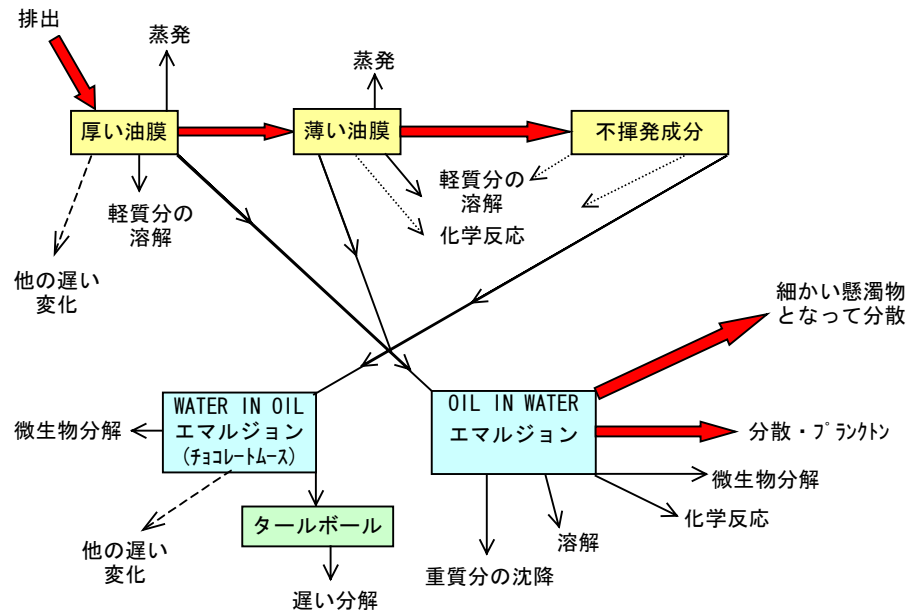 排出
蒸発
蒸発
厚い油膜
薄い油膜
不揮発成分
軽質分の
溶解
軽質分の
溶解
化学反応
他の遅い
変化
細かい懸濁物
となって分散
WATER IN OIL
エマルジョン
(ﾁｮｺﾚｰﾄﾑｰｽ)
OIL IN WATER
エマルジョン
微生物分解
分散・ﾌﾟﾗﾝｸﾄﾝ
微生物分解
化学反応
タールボール
他の遅い
変化
溶解
重質分の沈降
遅い分解